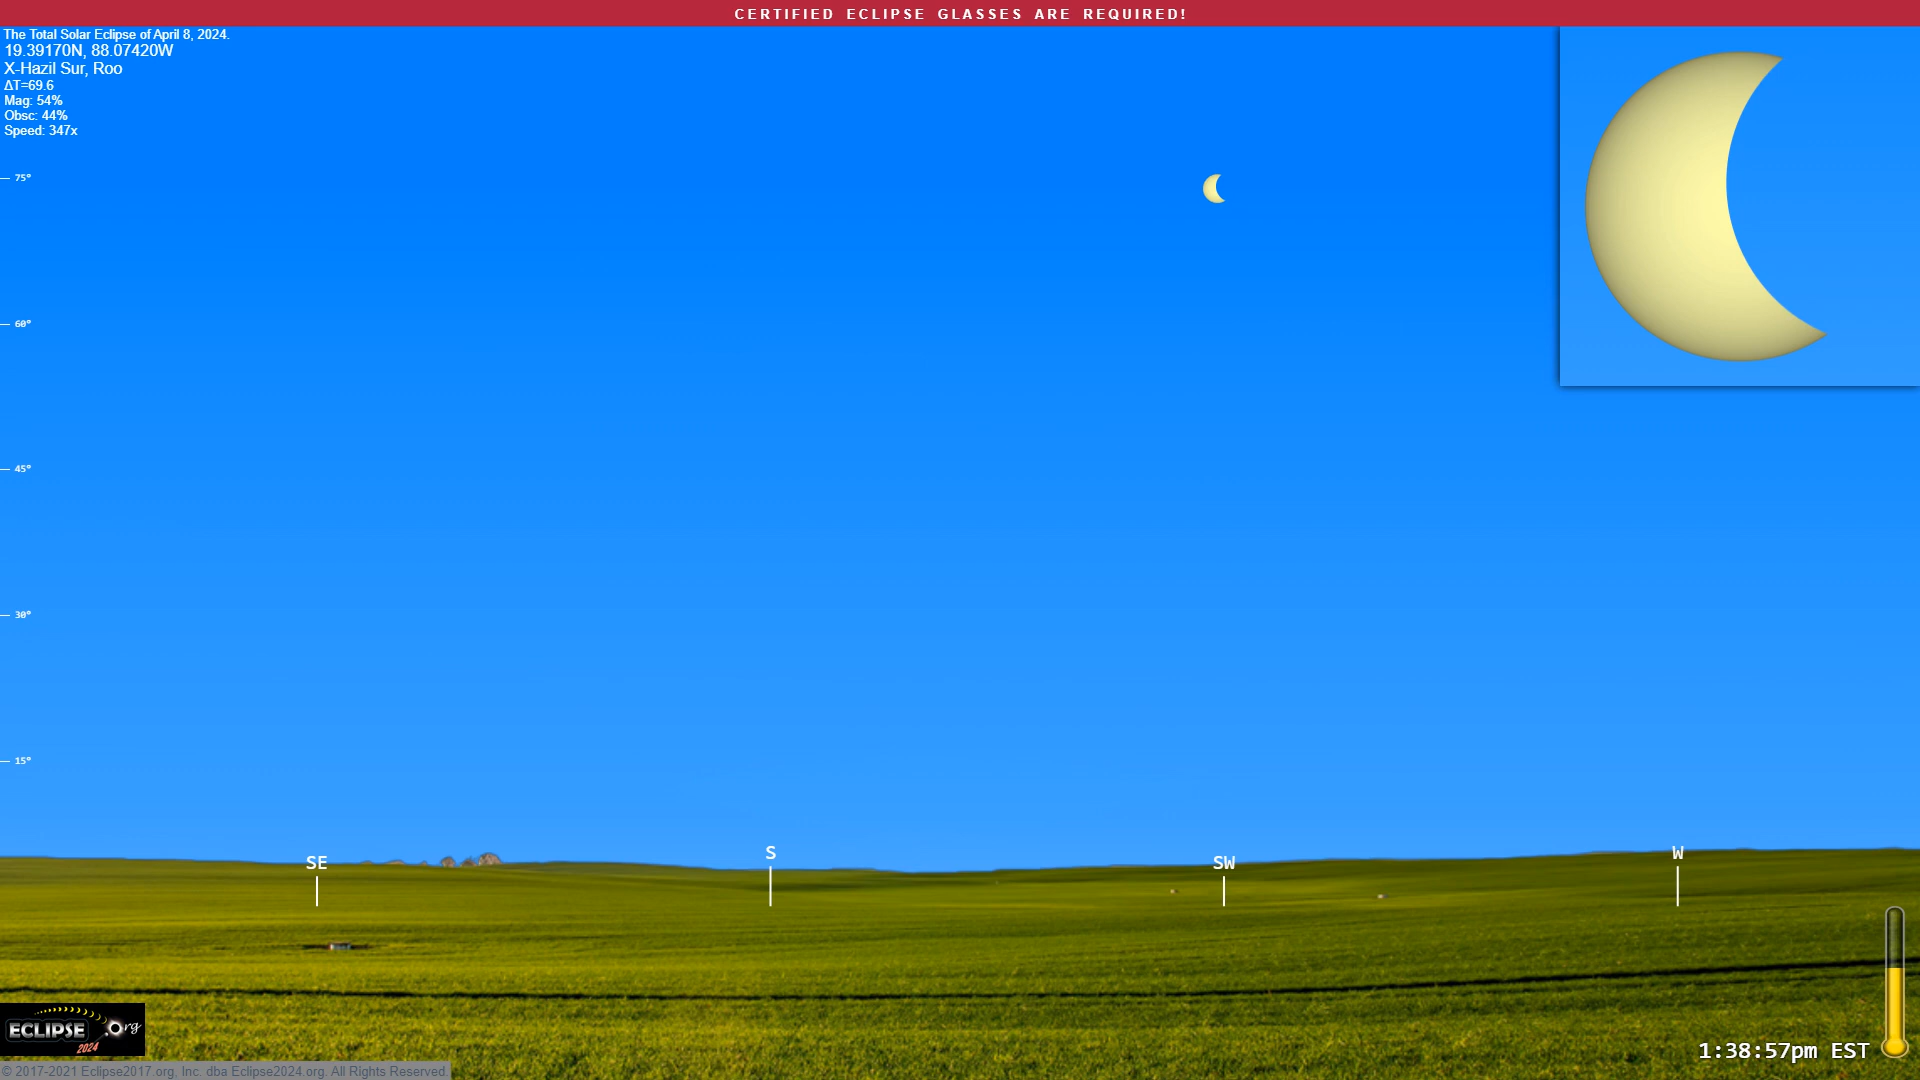 CERTIFIED ECLIPSE GLASSES ARE REQUIRED!
The Total Solar Eclipse of April 8, 2024.
19.39170N, 88.07420W
X-Hazil Sur, Roo
ΔT=69.6
Mag: 54%
Obsc: 44%
Speed: 347x
75°
60°
45°
30°
15°
SE
S
SW
W
ECLIPSE.org
2024
1:38:57pm EST
© 2017-2021 Eclipse2017.org, Inc. dba Eclipse2024.org. All Rights Reserved.